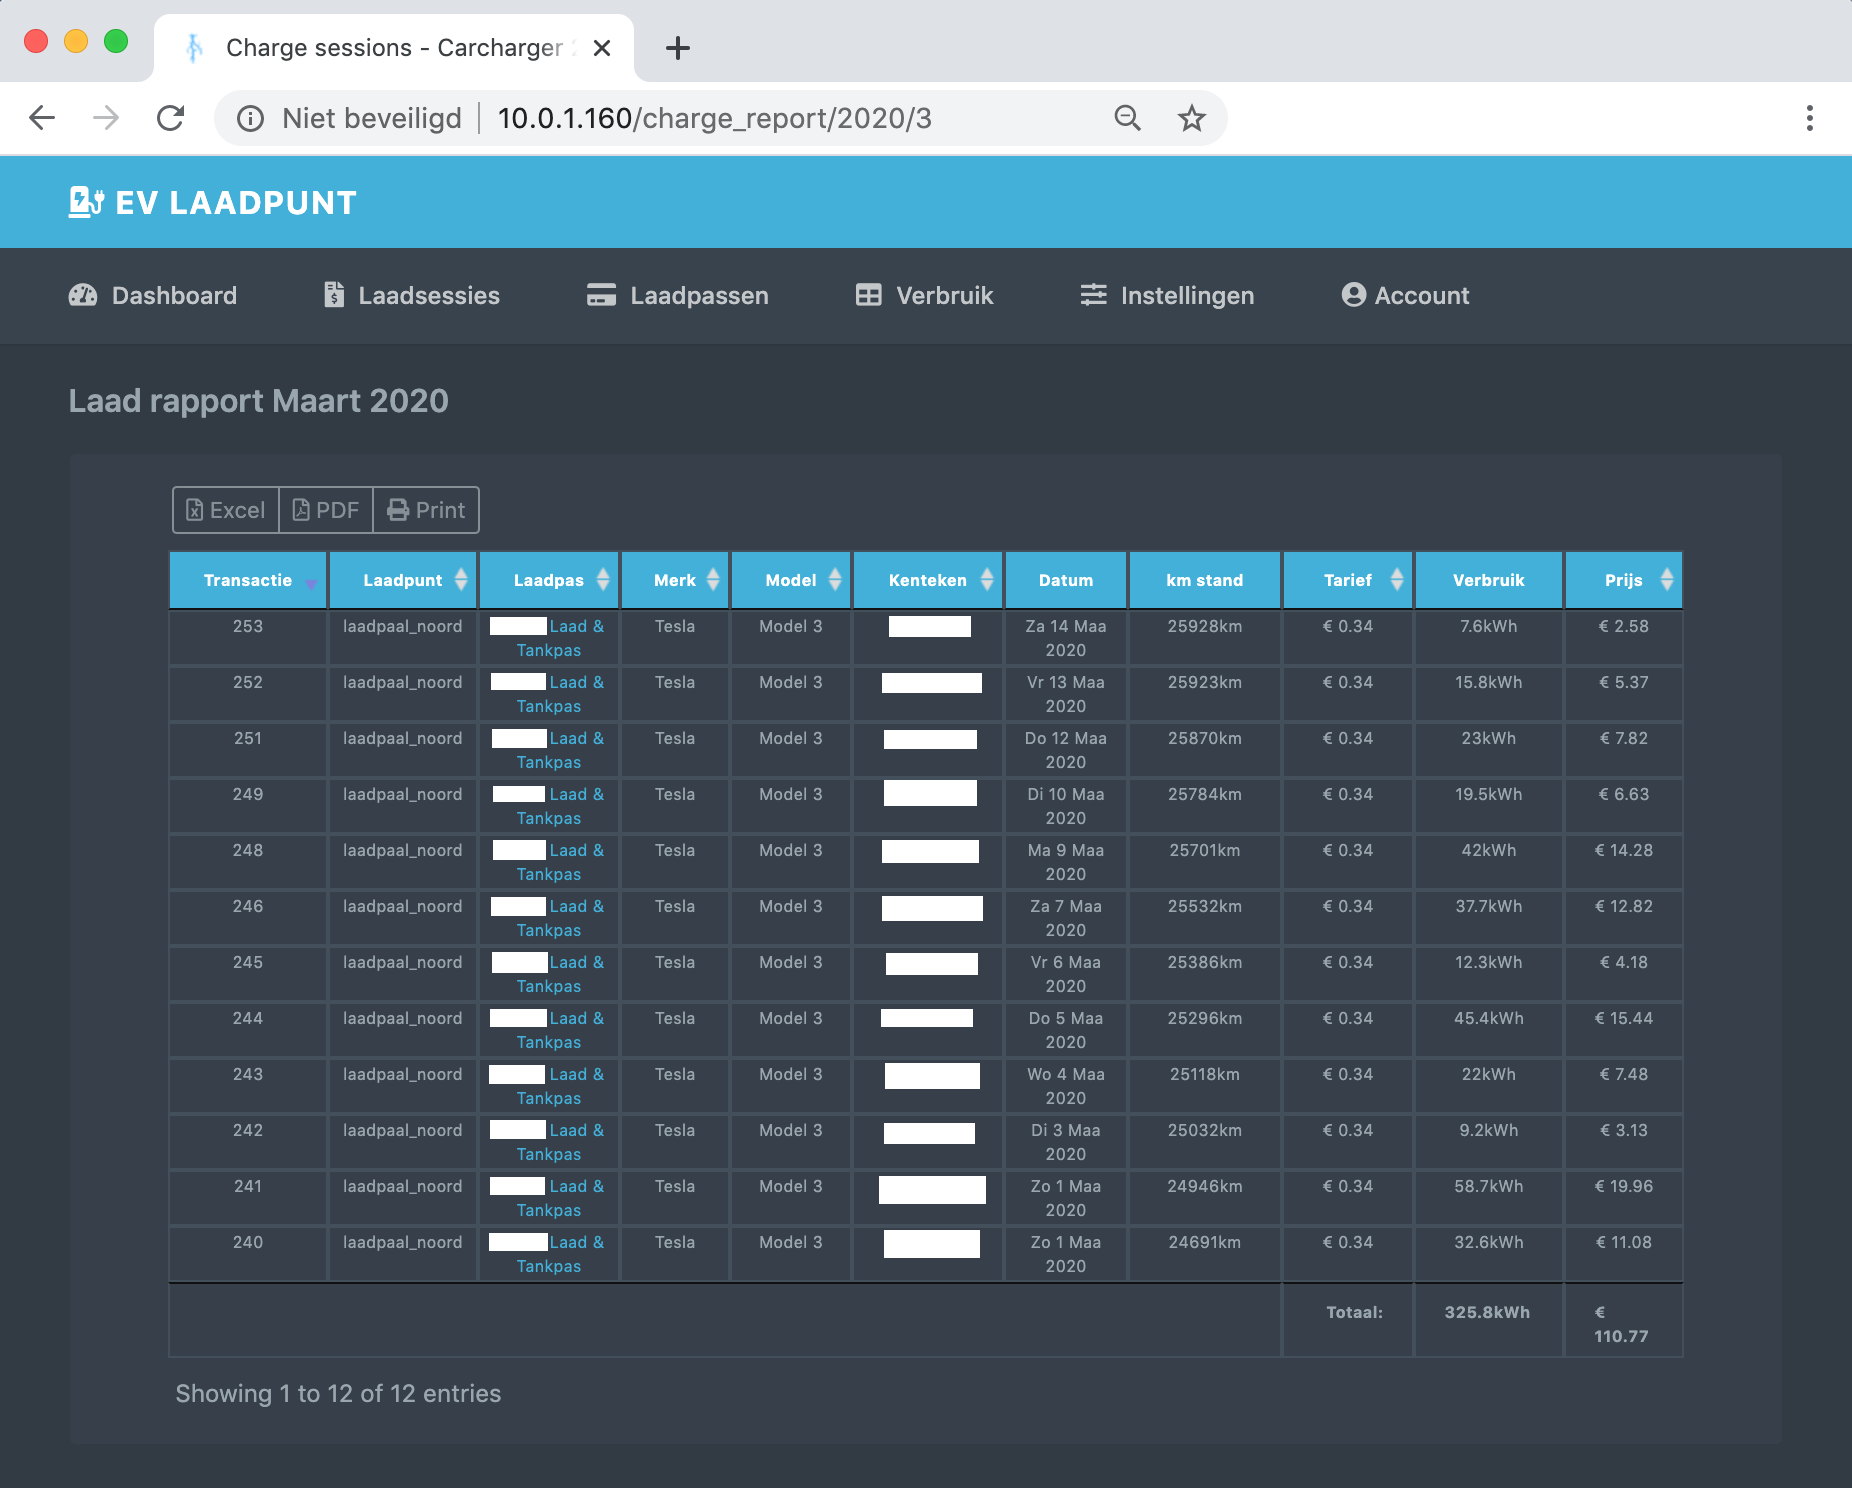 Charge sessions - Carcharger
Niet beveiligd 10.0.1.160/charge_report/2020/3
EV LAADPUNT
Dashboard Laadsessies Laadpassen Verbruik Instellingen Account
Laad rapport Maart 2020
Excel PDF Print
Transactie Laadpunt Laadpas Merk Model Kenteken Datum km stand Tarief Verbruik Prijs
253 laadpaal_noord Laad & Tesla Model 3 Za 14 Maa 25928km € 0.34 7.6kWh € 2.58
Tankpas 2020
252 laadpaal_noord Laad & Tesla Model 3 Vr 13 Maa 25923km € 0.34 15.8kWh € 5.37
Tankpas 2020
251 laadpaal_noord Laad & Tesla Model 3 Do 12 Maa 25870km € 0.34 23kWh € 7.82
Tankpas 2020
249 laadpaal_noord Laad & Tesla Model 3 Di 10 Maa 25784km € 0.34 19.5kWh € 6.63
Tankpas 2020
248 laadpaal_noord Laad & Tesla Model 3 Ma 9 Maa 25701km € 0.34 42kWh € 14.28
Tankpas 2020
246 laadpaal_noord Laad & Tesla Model 3 Za 7 Maa 25532km € 0.34 37.7kWh € 12.82
Tankpas 2020
245 laadpaal_noord Laad & Tesla Model 3 Vr 6 Maa 25386km € 0.34 12.3kWh € 4.18
Tankpas 2020
244 laadpaal_noord Laad & Tesla Model 3 Do 5 Maa 25296km € 0.34 45.4kWh € 15.44
Tankpas 2020
243 laadpaal_noord Laad & Tesla Model 3 Wo 4 Maa 25118km € 0.34 22kWh € 7.48
Tankpas 2020
242 laadpaal_noord Laad & Tesla Model 3 Di 3 Maa 25032km € 0.34 9.2kWh € 3.13
Tankpas 2020
241 laadpaal_noord Laad & Tesla Model 3 Zo 1 Maa 24946km € 0.34 58.7kWh € 19.96
Tankpas 2020
240 laadpaal_noord Laad & Tesla Model 3 Zo 1 Maa 24691km € 0.34 32.6kWh € 11.08
Tankpas 2020
Totaal: 325.8kWh €
110.77
Showing 1 to 12 of 12 entries